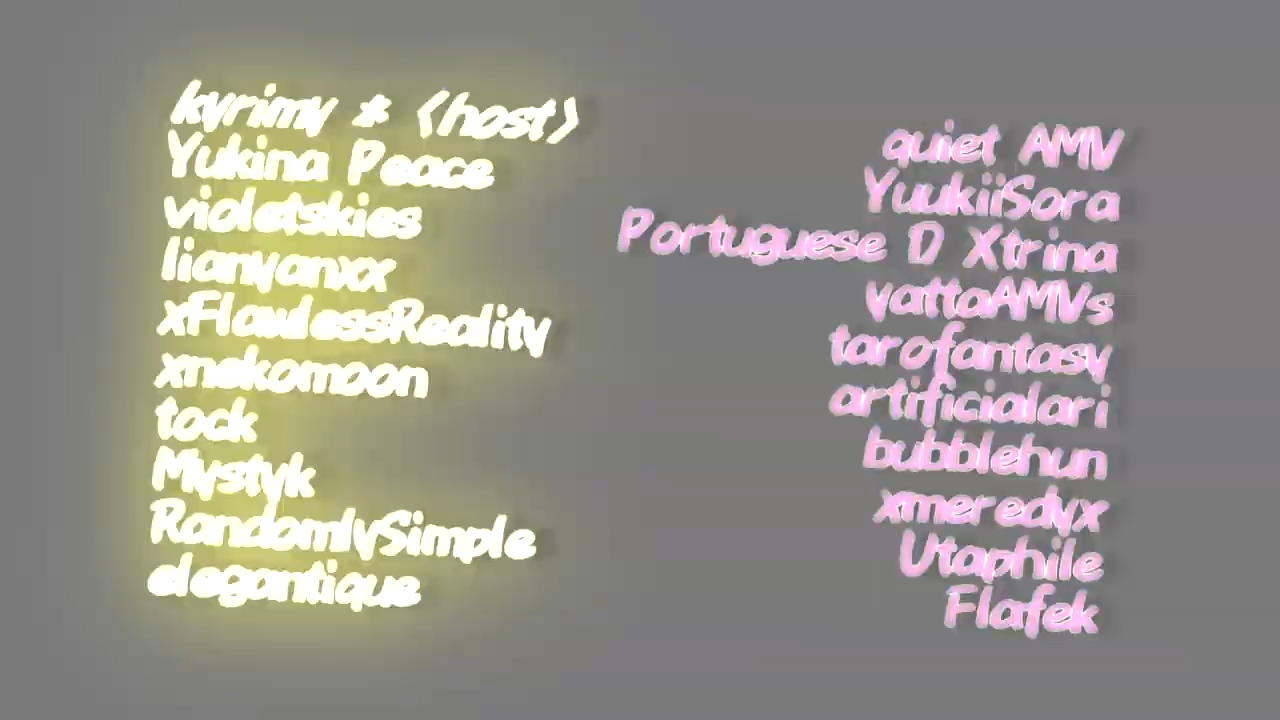 kyrimy * <host>
Yukina Peace
violetskies
lianyanxx
xFlawlessReality
xnekomoon
tock
Mystyk
RandomlySimple
elegantique
quiet AMV
YuukiiSora
Portuguese D Xtrina
yattaAMVs
tarofantasy
artificialari
bubblehun
xmeredyx
Utaphile
Flafek